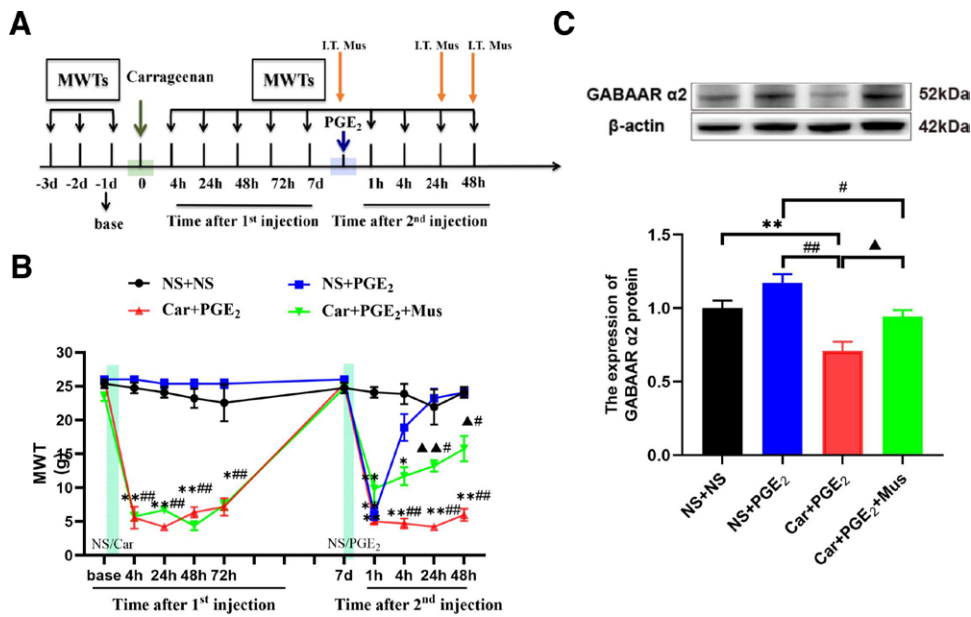 A
I.T. Mus I.T. Mus I.T. Mus
MWTs Carrageenan MWTs
PGE2
-3d -2d -1d 0 4h 24h 48h 72h 7d 1h 4h 24h 48h
base Time after 1st injection Time after 2nd injection
B
NS+NS NS+PGE2
Car+PGE2 Car+PGE2+Mus
MWT (g)
30
25
20
15
10
5
0
**## **## **## *##
** ** ** * **## ▲▲# **## ▲# **##
NS/Car NS/PGE2
base 4h 24h 48h 72h 7d 1h 4h 24h 48h
Time after 1st injection Time after 2nd injection
C
GABAAR α2 52kDa
β-actin 42kDa
#
**
## ▲
The expression of
GABAAR α2 protein
1.5
1.0
0.5
0.0
NS+NS
NS+PGE2
Car+PGE2
Car+PGE2+Mus